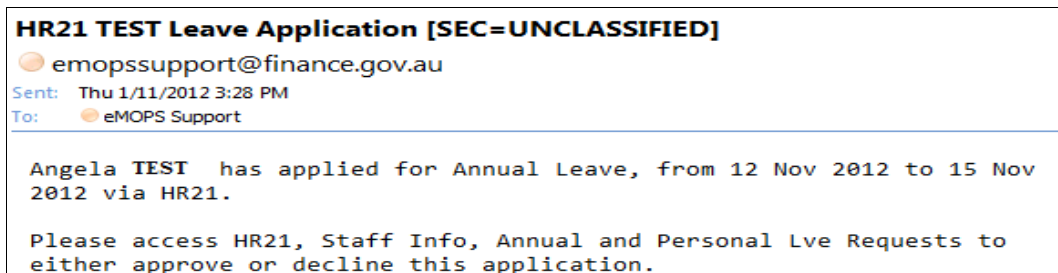 HR21 TEST Leave Application [SEC=UNCLASSIFIED]
emopssupport@finance.gov.au
Sent: Thu 1/11/2012 3:28 PM
To: eMOPS Support
Angela TEST has applied for Annual Leave, from 12 Nov 2012 to 15 Nov
2012 via HR21.
Please access HR21, Staff Info, Annual and Personal Lve Requests to
either approve or decline this application.